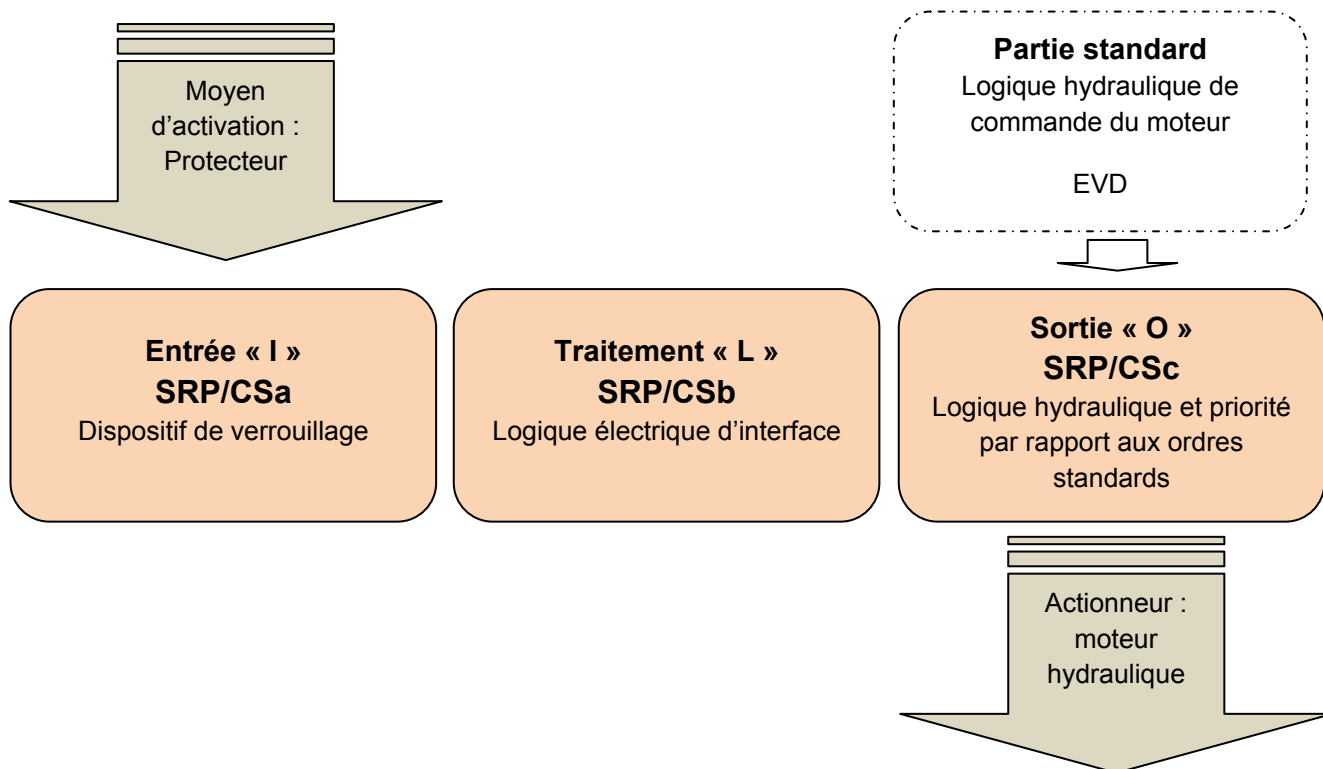 Moyen
d’activation :
Protecteur
Partie standard
Logique hydraulique de
commande du moteur
EVD
Entrée « I »
SRP/CSa
Dispositif de verrouillage
Traitement « L »
SRP/CSb
Logique électrique d’interface
Sortie « O »
SRP/CSc
Logique hydraulique et priorité
par rapport aux ordres
standards
Actionneur :
moteur
hydraulique